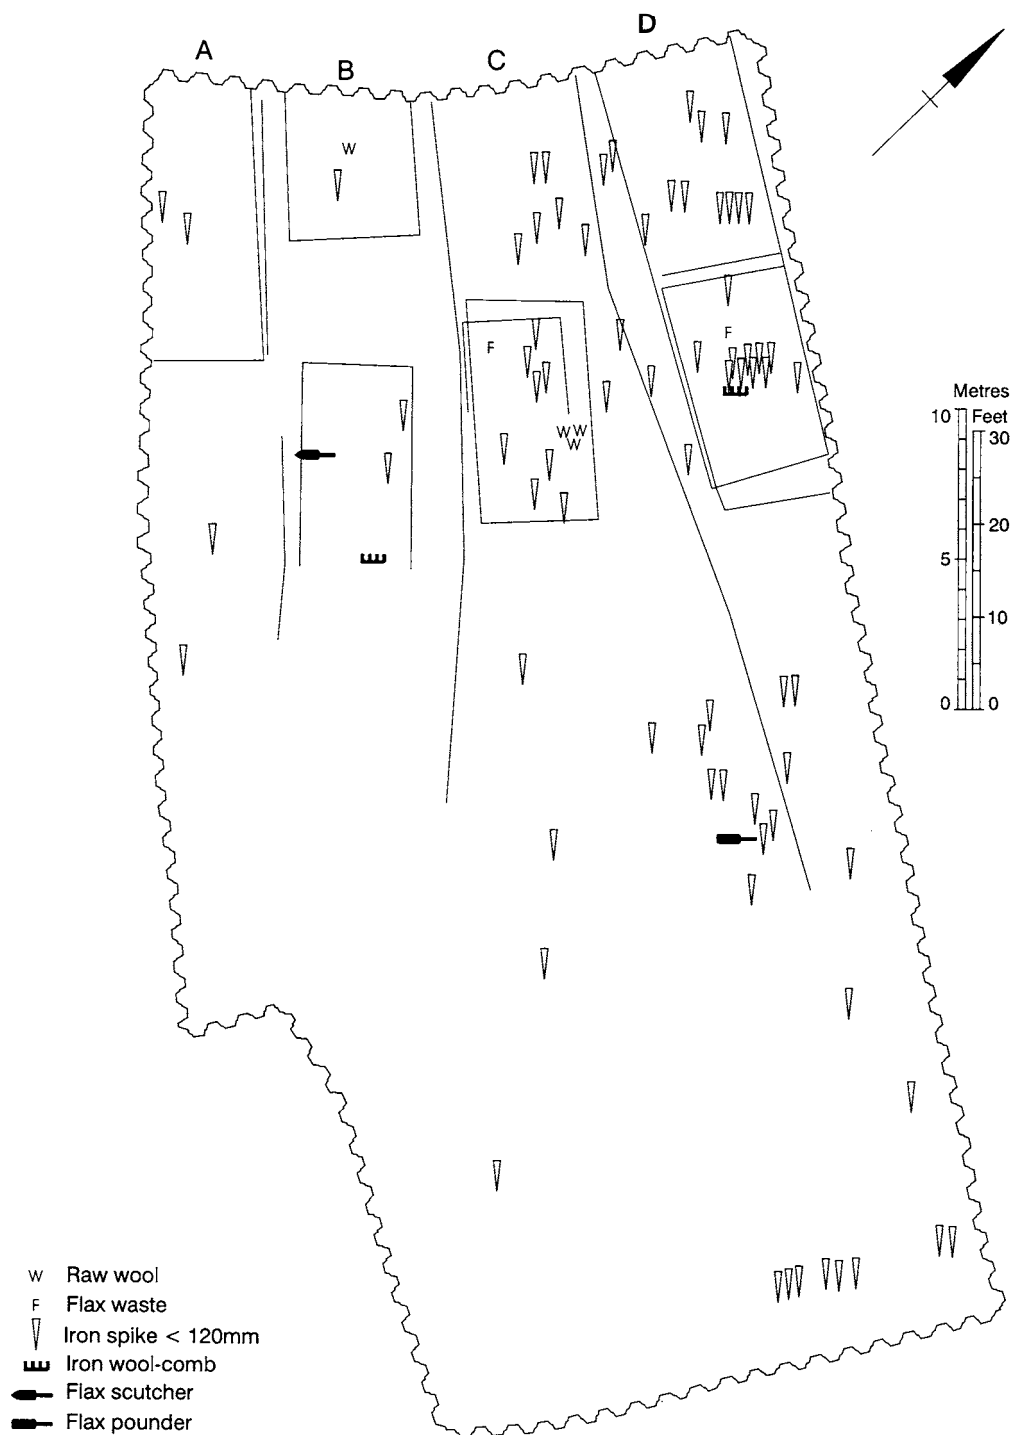 A B C D
W
F
F
W W
W
Metres
10 Feet
30
20
5
10
0 0
W Raw wool
F Flax waste
Iron spike < 120mm
Iron wool-comb
Flax scutcher
Flax pounder